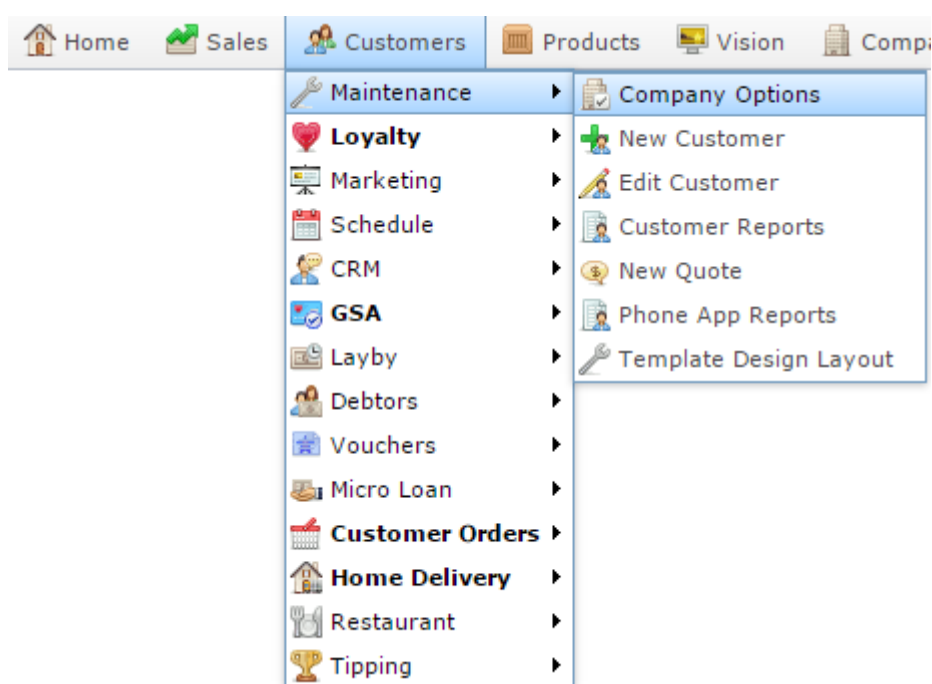 Home Sales Customers Products Vision Compa
Maintenance Company Options
Loyalty New Customer
Marketing Edit Customer
Schedule Customer Reports
CRM New Quote
GSA Phone App Reports
Layby Template Design Layout
Debtors
Vouchers
Micro Loan
Customer Orders
Home Delivery
Restaurant
Tipping